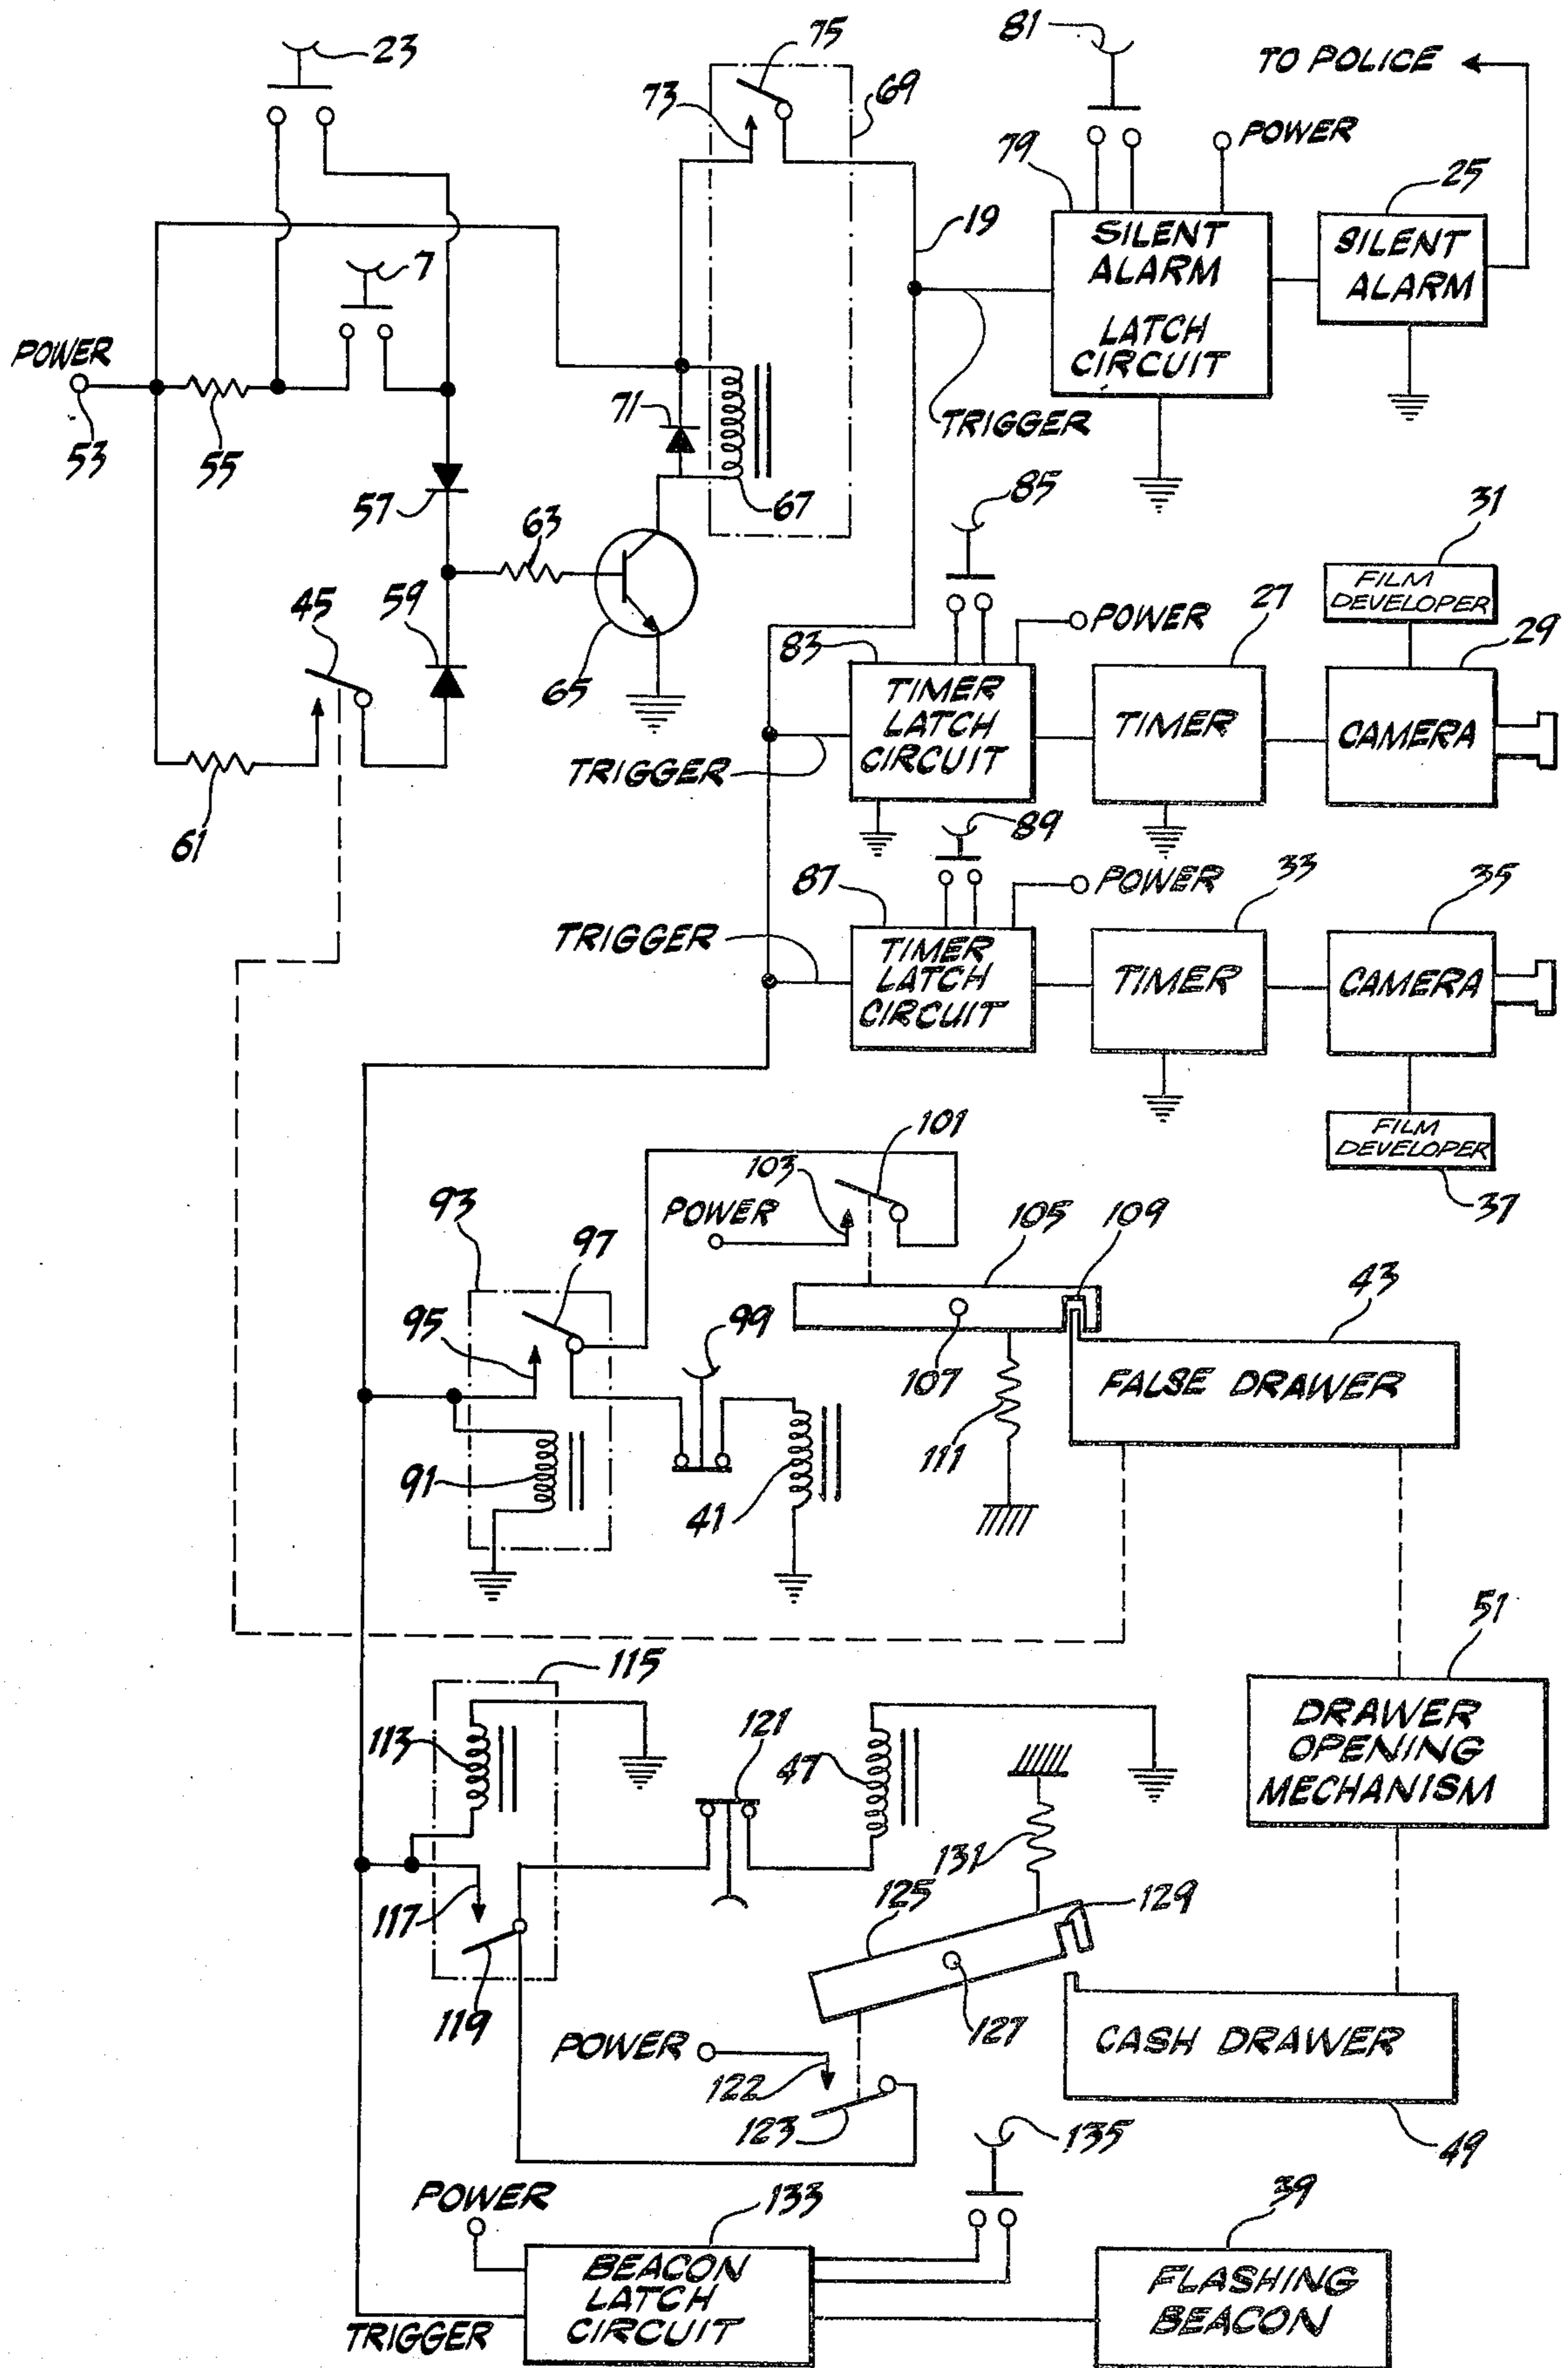 23
75
81
TO POLICE
73
69
79
POWER
25
7
19
SILENT
ALARM
LATCH
CIRCUIT
SILENT
ALARM
POWER
53
55
71
TRIGGER
57
67
85
31
63
FILM
DEVELOPER
45
59
65
83
POWER
27
29
TIMER
LATCH
CIRCUIT
TIMER
CAMERA
TRIGGER
61
89
87
POWER
33
35
TRIGGER
TIMER
LATCH
CIRCUIT
TIMER
CAMERA
101
103
FILM
DEVELOPER
37
93
97
POWER
105
109
43
95
99
107
FALSE DRAWER
91
41
111
51
115
113
121
47
DRAWER
OPENING
MECHANISM
131
125
129
117
119
127
POWER
122
CASH DRAWER
123
135
49
POWER
133
39
BEACON
LATCH
CIRCUIT
FLASHING
BEACON
TRIGGER